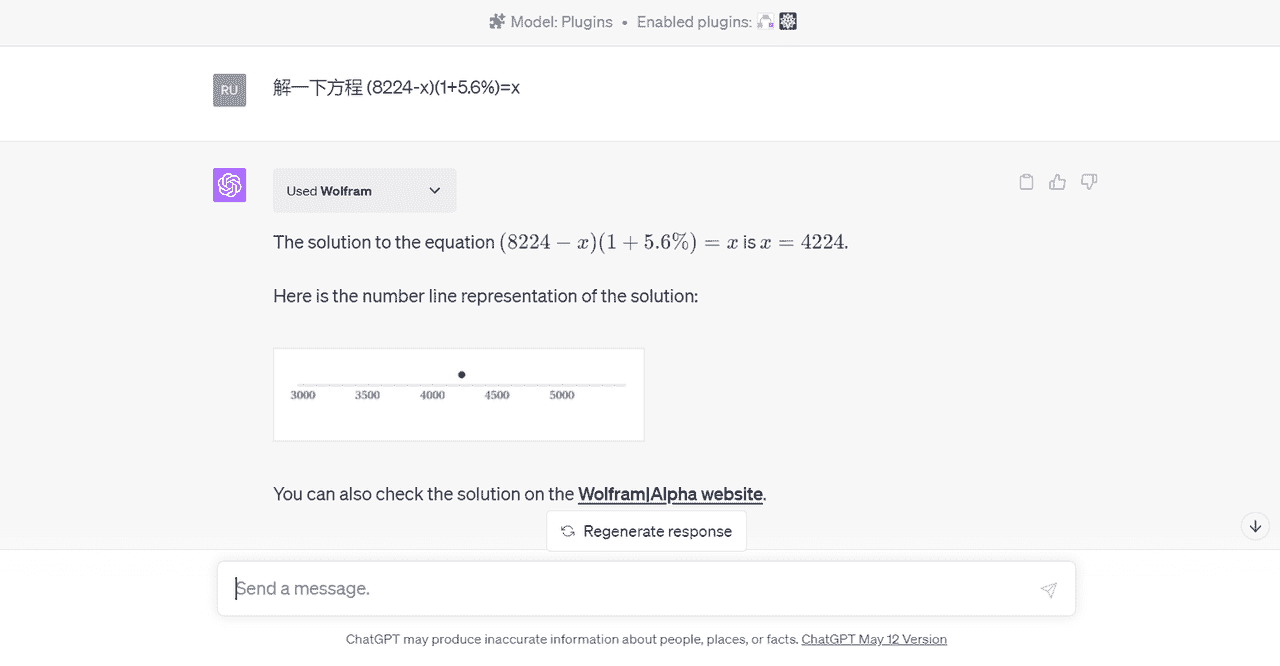 Model: Plugins • Enabled plugins:
RU
解一下方程 (8224-x)(1+5.6%)=x
Used Wolfram
The solution to the equation (8224 − x)(1 + 5.6%) = x is x = 4224.
Here is the number line representation of the solution:
3000 3500 4000 4500 5000
You can also check the solution on the Wolfram|Alpha website.
Regenerate response
Send a message.
ChatGPT may produce inaccurate information about people, places, or facts. ChatGPT May 12 Version